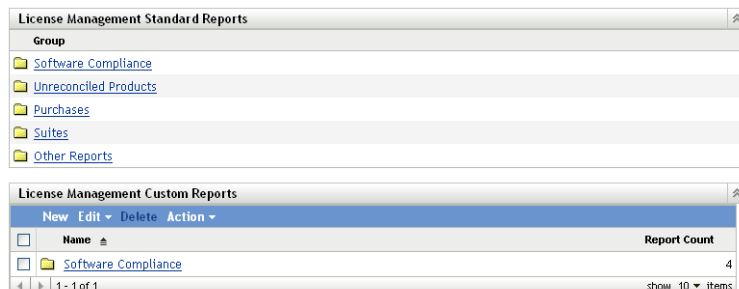 License Management Standard Reports
Group
Software Compliance
Unreconciled Products
Purchases
Suites
Other Reports
License Management Custom Reports
New Edit Delete Action
Name Report Count
Software Compliance 4
1 - 1 of 1 show 10 items